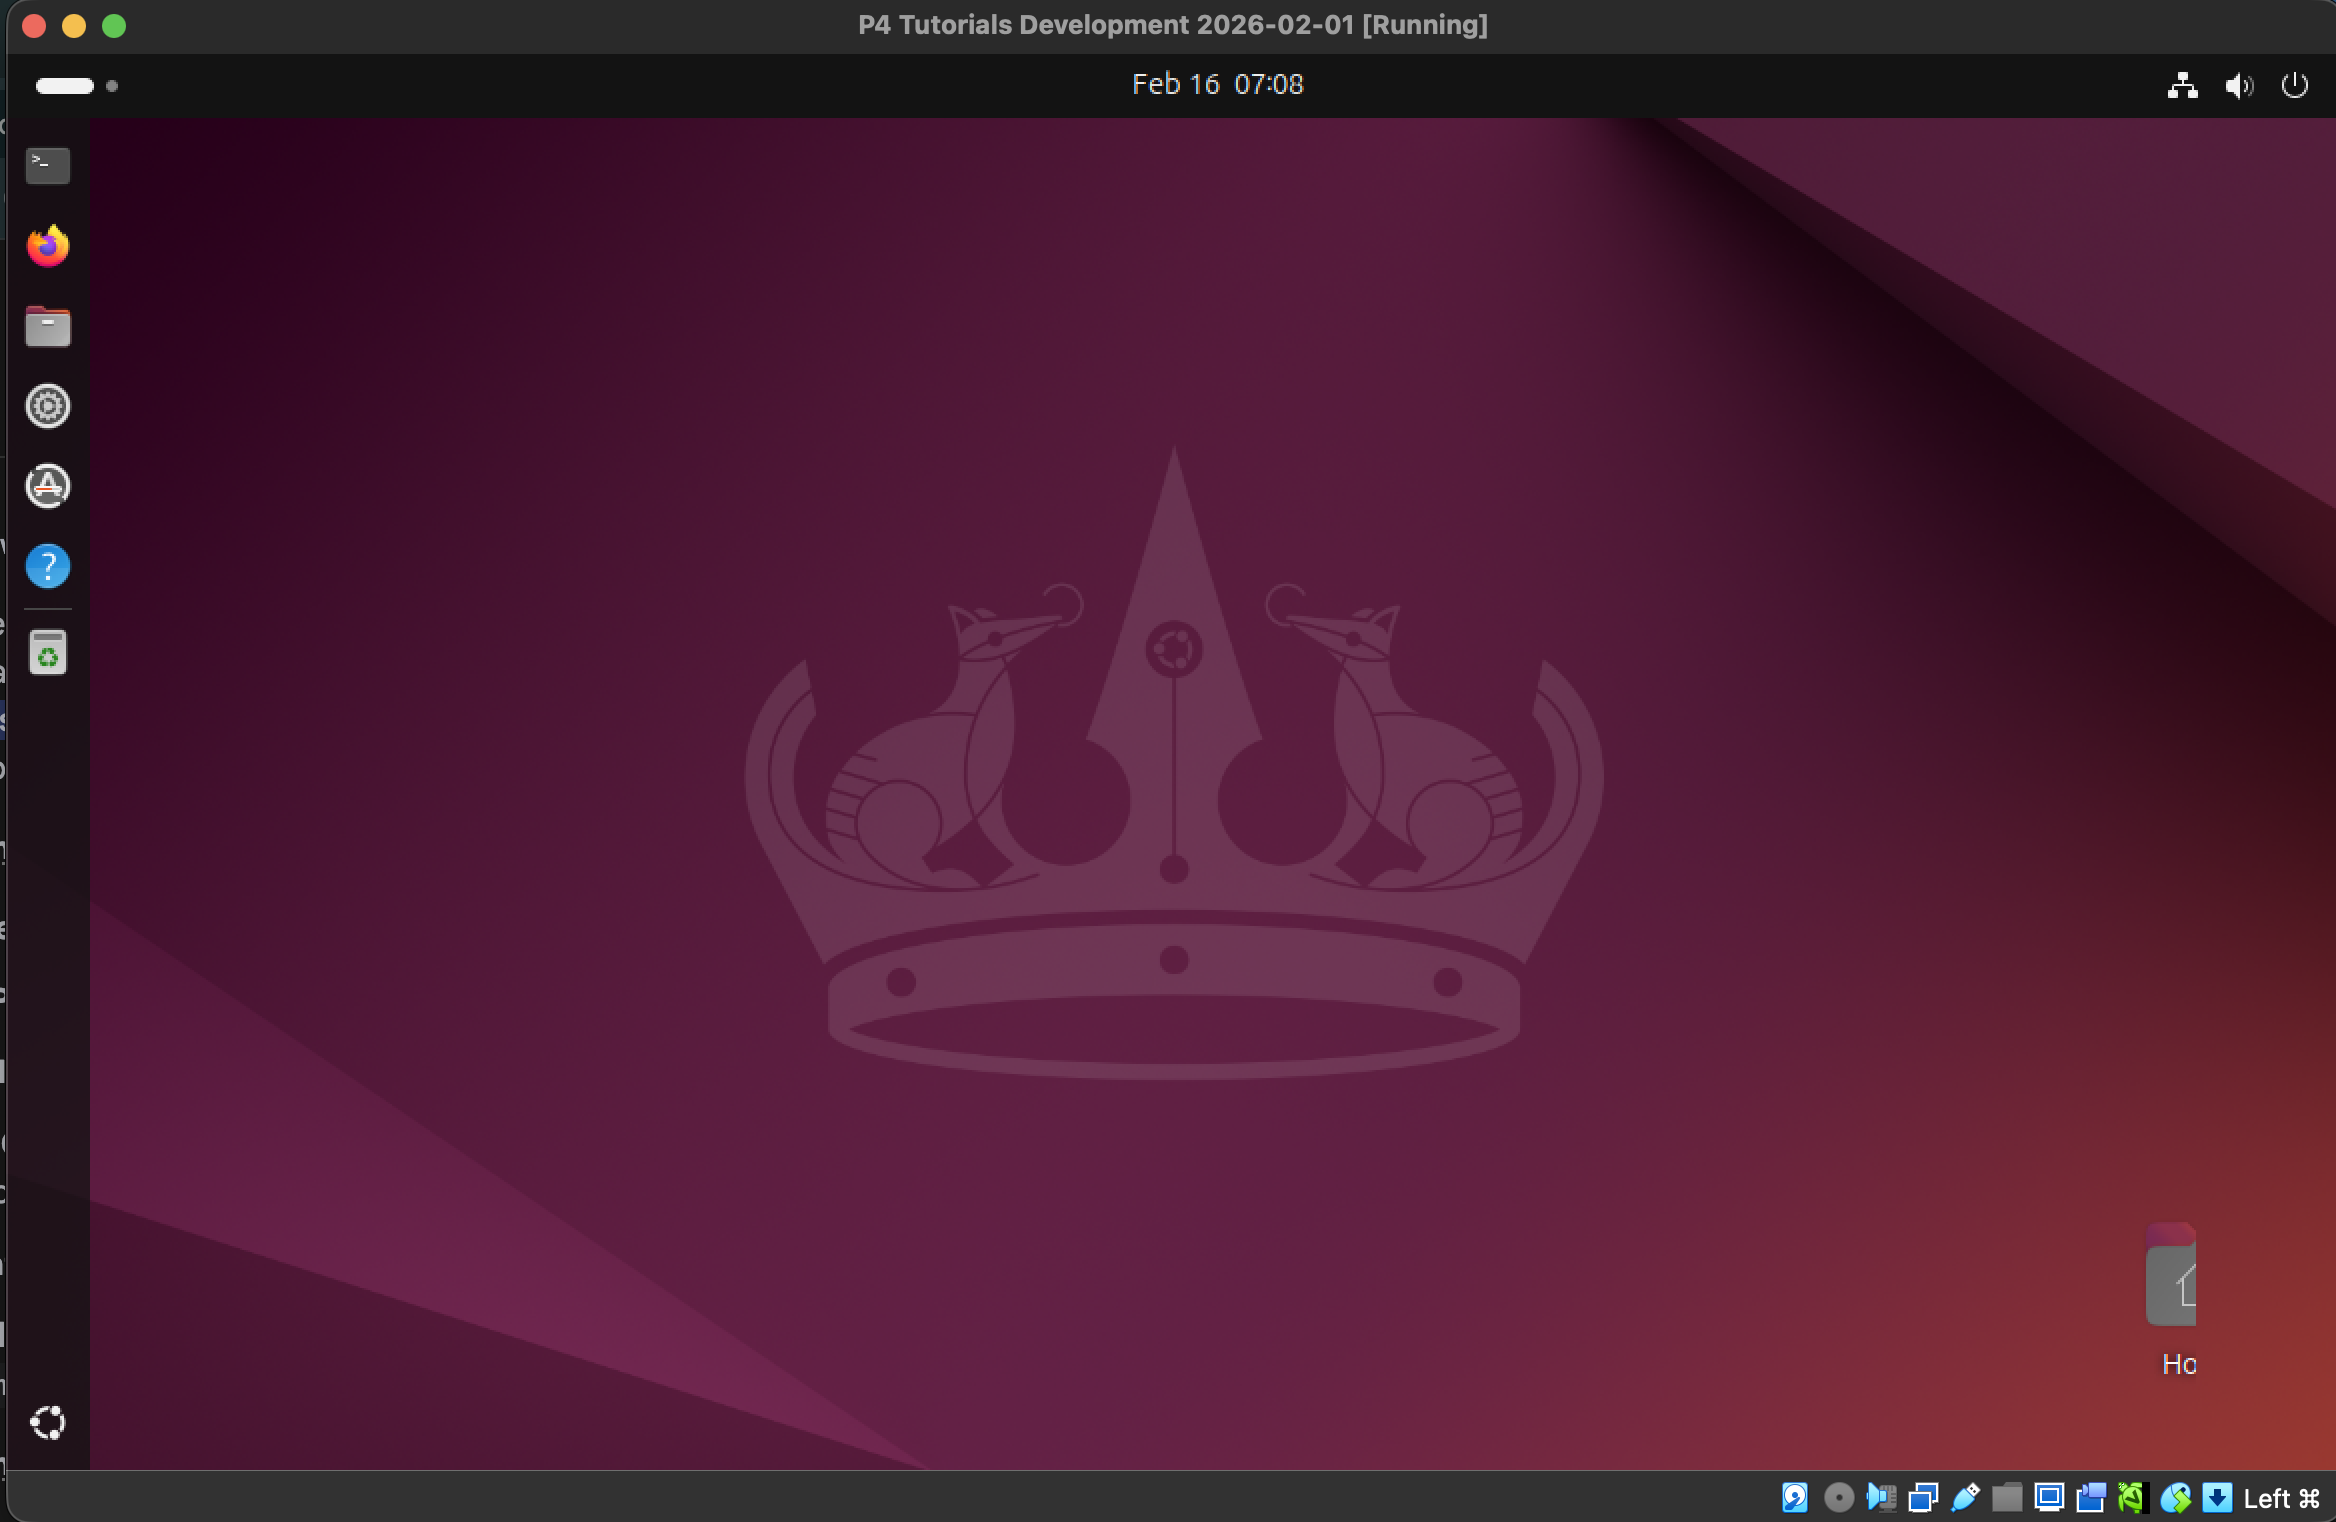 P4 Tutorials Development 2026-02-01 [Running]
Feb 16 07:08
Ho
Left ⌘